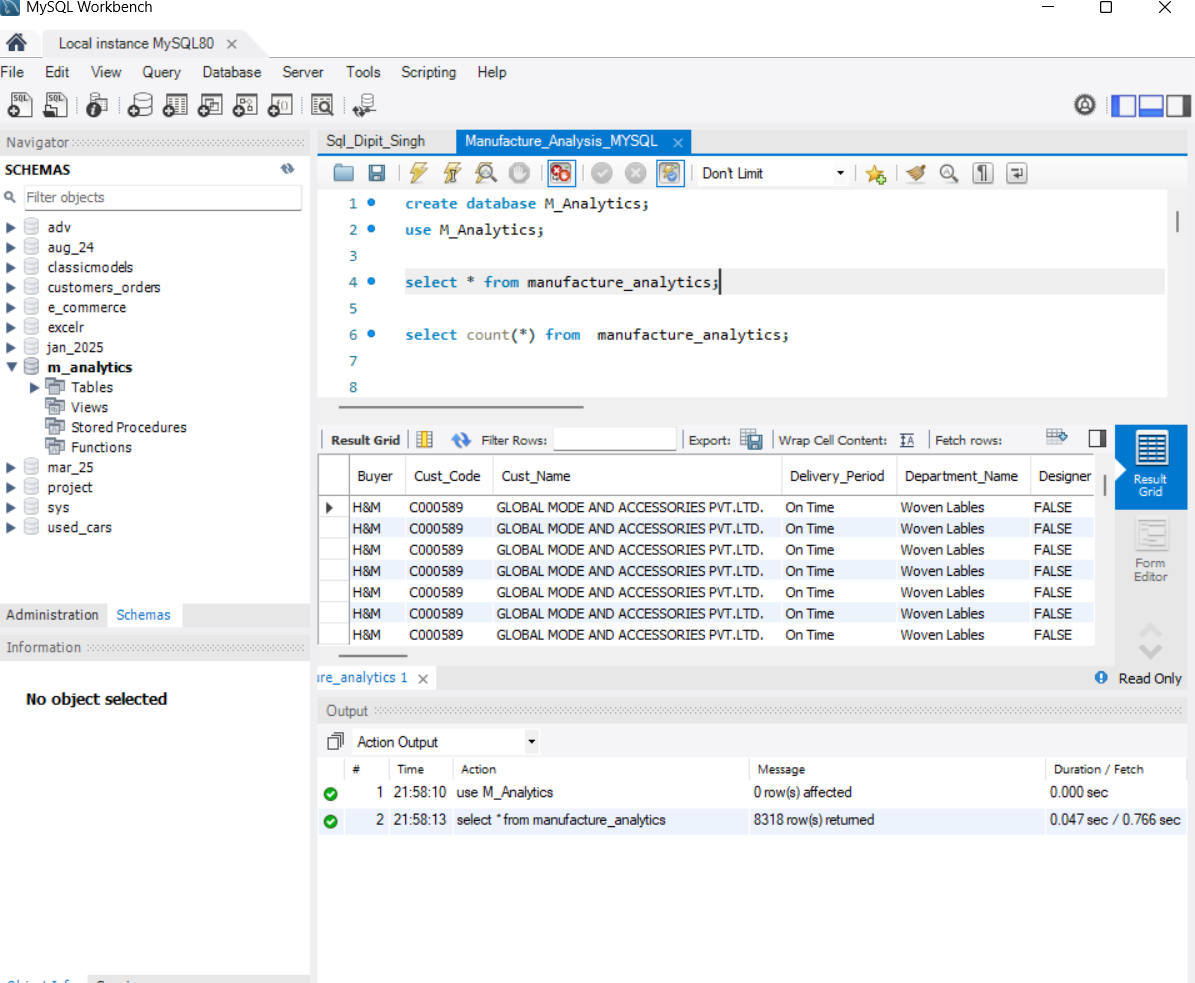 MySQL Workbench
Local instance MySQL80
File Edit View Query Database Server Tools Scripting Help
Navigator
SCHEMAS
Filter objects
adv
aug_24
classicmodels
customers_orders
e_commerce
excelr
jan_2025
m_analytics
Tables
Views
Stored Procedures
Functions
mar_25
project
sys
used_cars
Administration Schemas
Information
No object selected
Sql_Dipit_Singh Manufacture_Analysis_MYSQL
Don't Limit
1 create database M_Analytics;
2 use M_Analytics;
3
4 select * from manufacture_analytics;
5
6 select count(*) from manufacture_analytics;
7
8
Result Grid Filter Rows: Export: Wrap Cell Content: Fetch rows:
Buyer Cust_Code Cust_Name Delivery_Period Department_Name Designer
H&M C000589 GLOBAL MODE AND ACCESSORIES PVT.LTD. On Time Woven Lables FALSE
H&M C000589 GLOBAL MODE AND ACCESSORIES PVT.LTD. On Time Woven Lables FALSE
H&M C000589 GLOBAL MODE AND ACCESSORIES PVT.LTD. On Time Woven Lables FALSE
H&M C000589 GLOBAL MODE AND ACCESSORIES PVT.LTD. On Time Woven Lables FALSE
H&M C000589 GLOBAL MODE AND ACCESSORIES PVT.LTD. On Time Woven Lables FALSE
H&M C000589 GLOBAL MODE AND ACCESSORIES PVT.LTD. On Time Woven Lables FALSE
H&M C000589 GLOBAL MODE AND ACCESSORIES PVT.LTD. On Time Woven Lables FALSE
Result
Grid
Form
Editor
ure_analytics 1
Read Only
Output
Action Output
# Time Action Message Duration / Fetch
1 21:58:10 use M_Analytics 0 row(s) affected 0.000 sec
2 21:58:13 select * from manufacture_analytics 8318 row(s) returned 0.047 sec / 0.766 sec